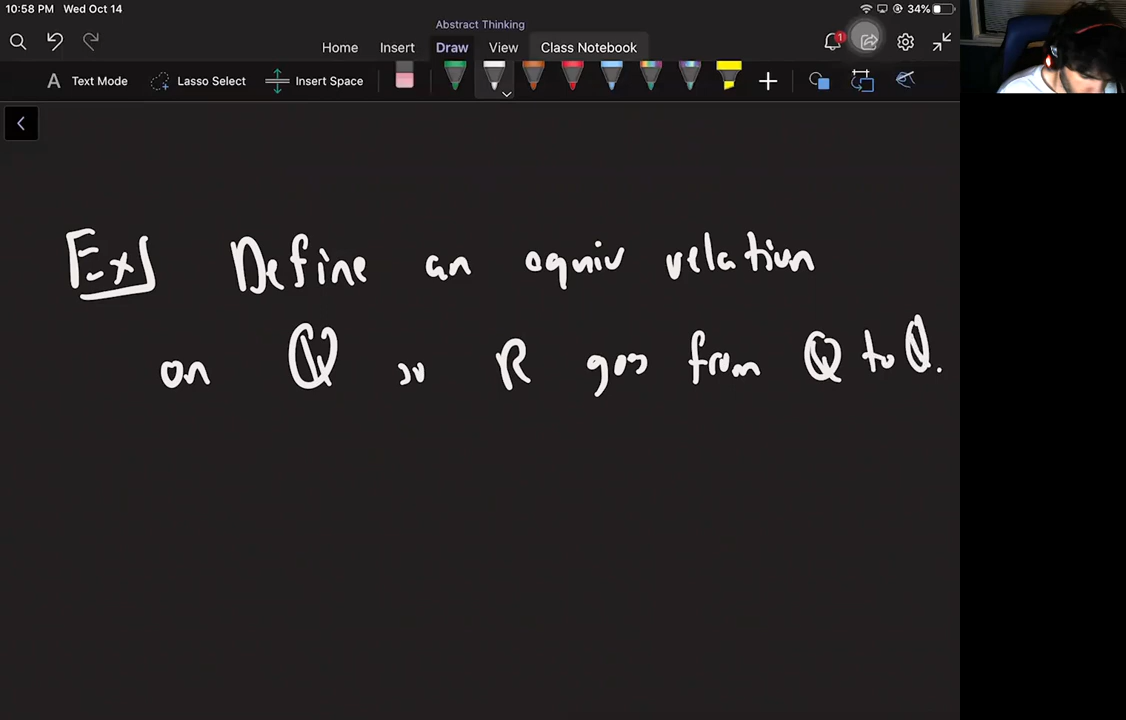 10:58 PM Wed Oct 14
34%
Abstract Thinking
Home Insert Draw View Class Notebook
1
A Text Mode Lasso Select Insert Space
Ex] Define an equiv relation
on ℚ so R goes from ℚ to ℚ.